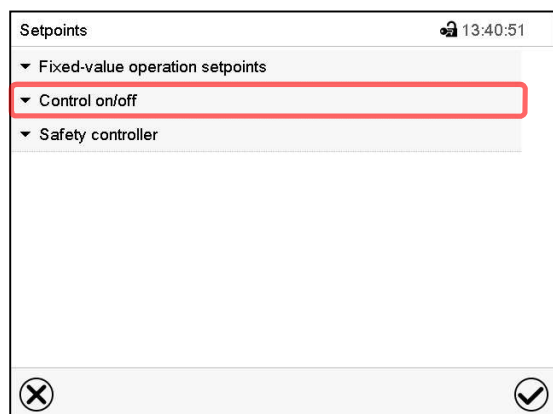 Setpoints 13:40:51
Fixed-value operation setpoints
Control on/off
Safety controller